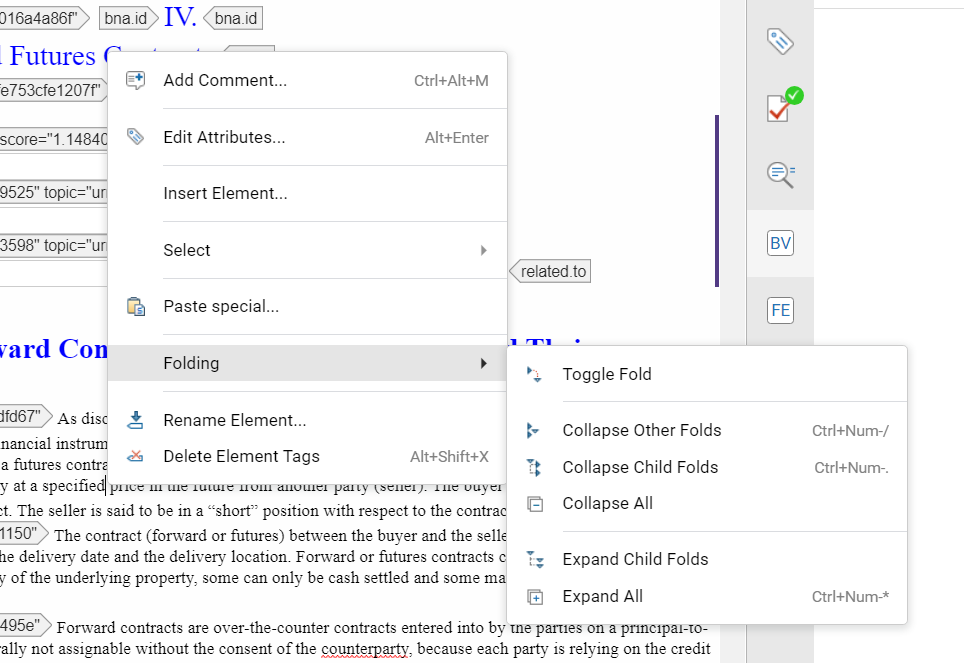 016a4a86f" bna.id IV. bna.id
Futures
fe753cfe1207f"
score="1.14840
9525" topic="ur
3598" topic="ur
related.to
Add Comment... Ctrl+Alt+M
Edit Attributes... Alt+Enter
Insert Element...
Select
Paste special...
Folding
Rename Element...
Delete Element Tags Alt+Shift+X
Toggle Fold
Collapse Other Folds Ctrl+Num-/
Collapse Child Folds Ctrl+Num-.
Collapse All
Expand Child Folds
Expand All Ctrl+Num-*
BV
FE
ward Con
dfd67" As disc
inancial instrum
a futures contra
y at a specified price in the future from another party (seller). The buyer
ct. The seller is said to be in a “short” position with respect to the contrac
1150" The contract (forward or futures) between the buyer and the selle
he delivery date and the delivery location. Forward or futures contracts c
y of the underlying property, some can only be cash settled and some ma
495e" Forward contracts are over-the-counter contracts entered into by the parties on a principal-to-
rally not assignable without the consent of the counterparty, because each party is relying on the credit